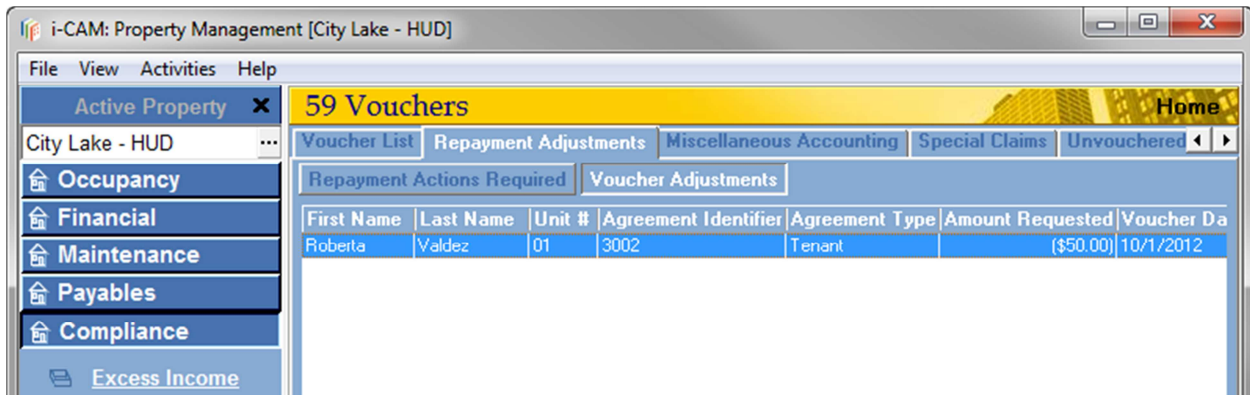 i-CAM: Property Management [City Lake - HUD]
File View Activities Help
Active Property
59 Vouchers
Home
City Lake - HUD ...
Voucher List Repayment Adjustments Miscellaneous Accounting Special Claims Unvouchered
Occupancy
Repayment Actions Required Voucher Adjustments
Financial
First Name Last Name Unit # Agreement Identifier Agreement Type Amount Requested Voucher Da
Roberta Valdez 01 3002 Tenant ($50.00) 10/1/2012
Maintenance
Payables
Compliance
Excess Income